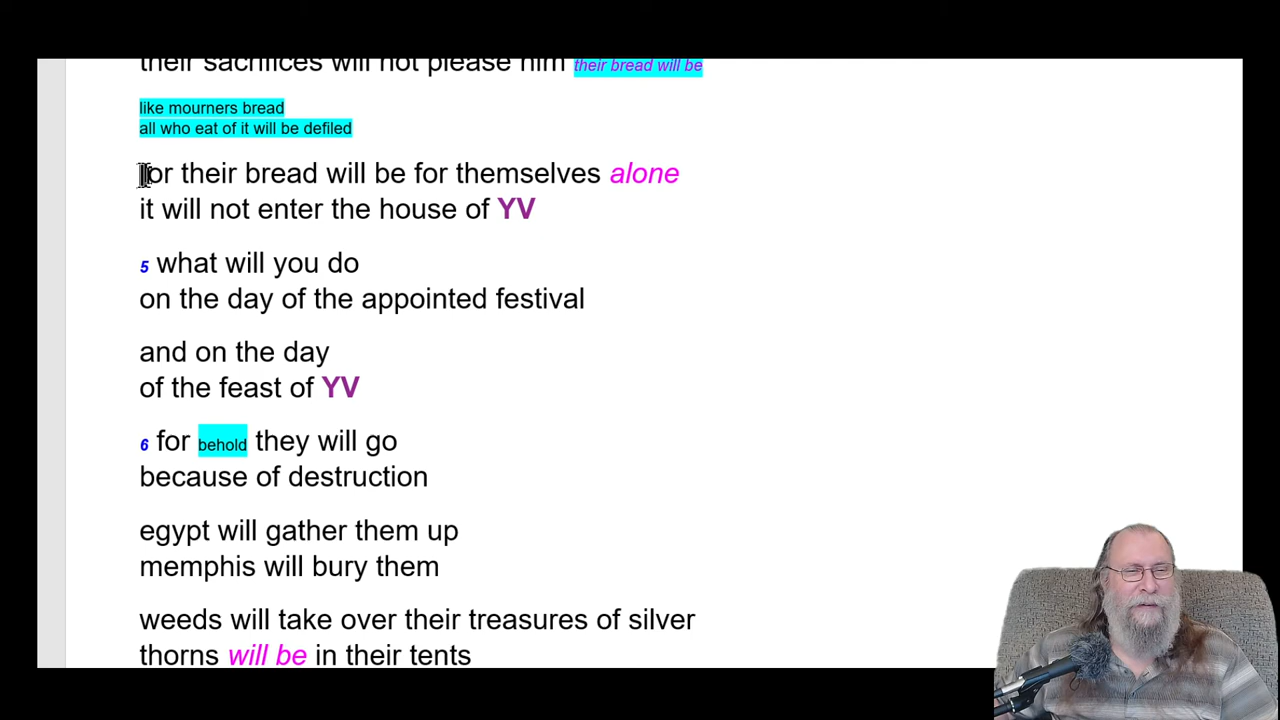 their sacrifices will not please him their bread will be
like mourners bread
all who eat of it will be defiled
for their bread will be for themselves alone
it will not enter the house of YV
5 what will you do
on the day of the appointed festival
and on the day
of the feast of YV
6 for behold they will go
because of destruction
egypt will gather them up
memphis will bury them
weeds will take over their treasures of silver
thorns will be in their tents